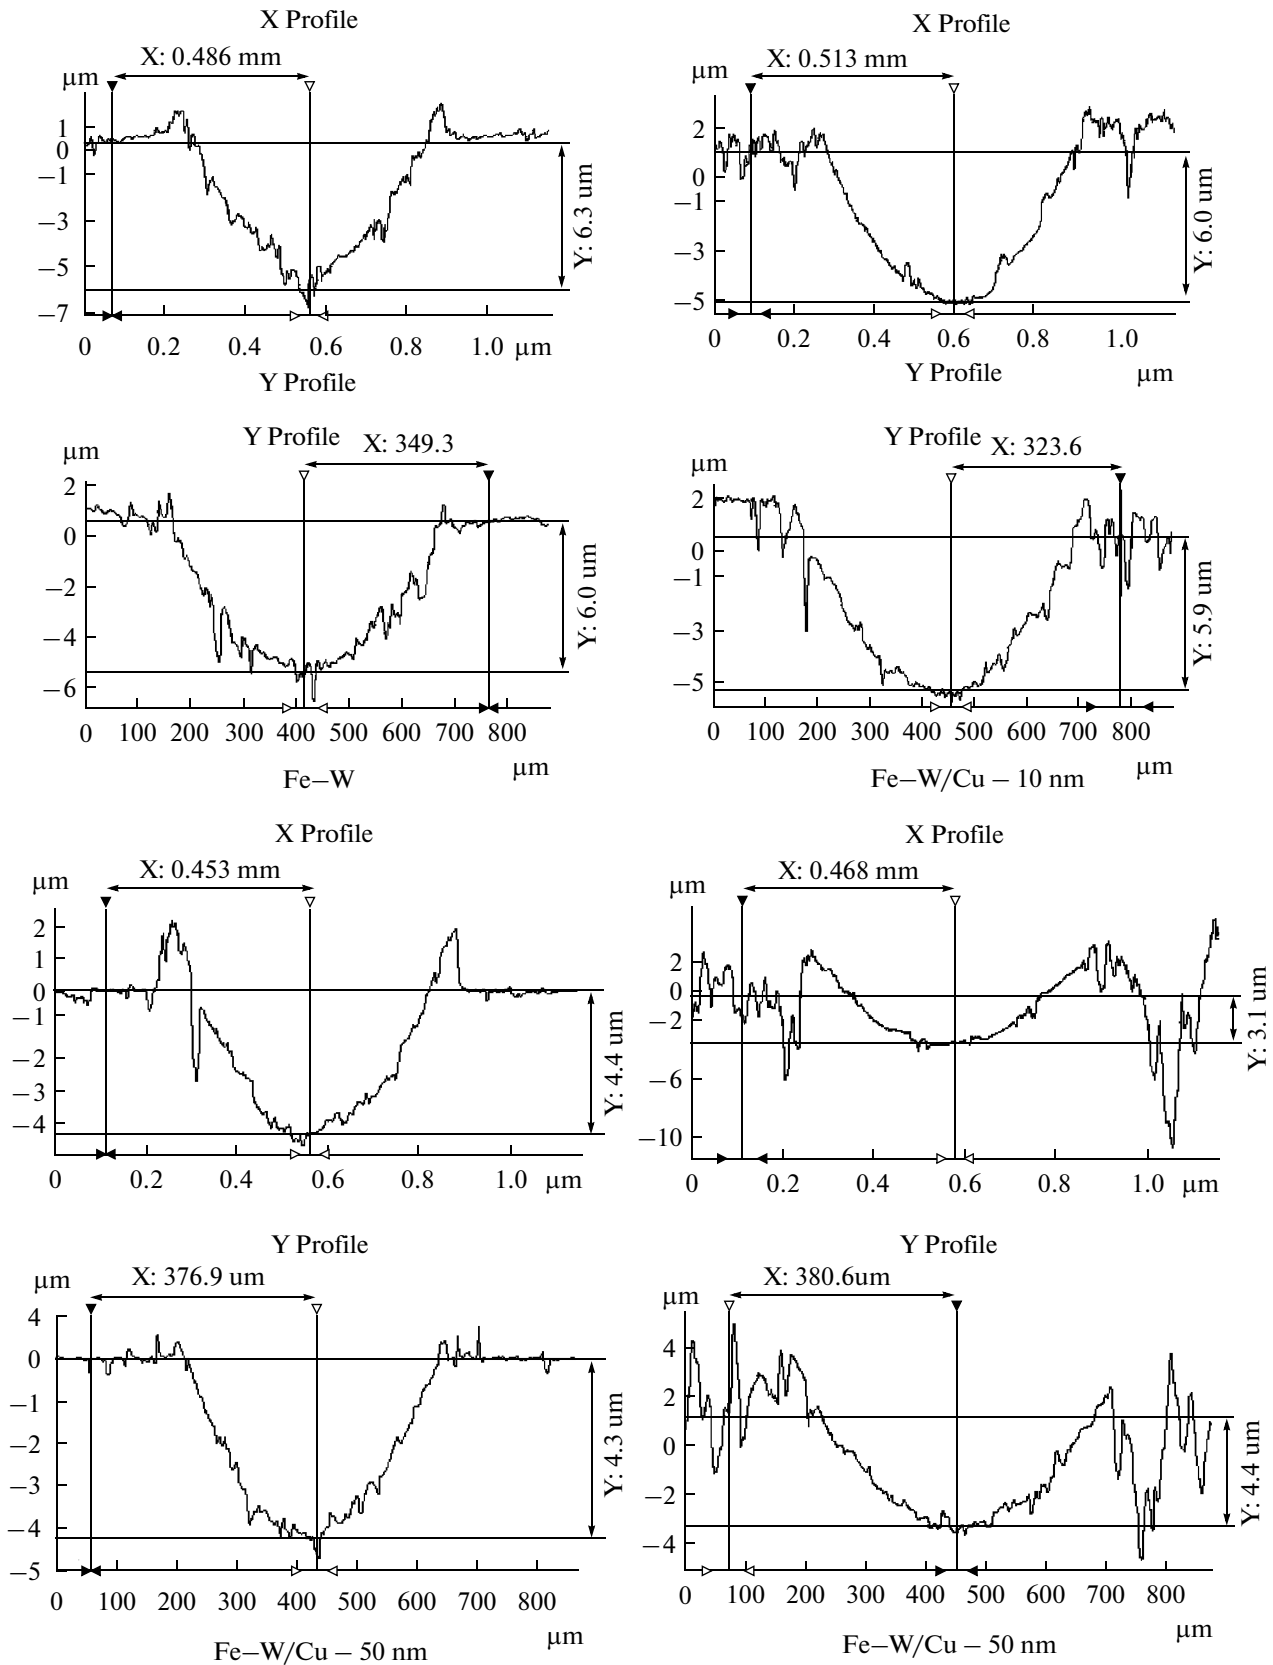 X Profile
X: 0.486 mm
μm
1
0
−1
−3
−5
−7
Y: 6.3 um
0 0.2 0.4 0.6 0.8 1.0 μm
Y Profile
X Profile
X: 0.513 mm
μm
2
0
−1
−3
−5
Y: 6.0 um
0 0.2 0.4 0.6 0.8 1.0
Y Profile μm
Y Profile X: 349.3
μm
2
0
−2
−4
−6
Y: 6.0 um
0 100 200 300 400 500 600 700 800
μm
Fe−W
Y Profile X: 323.6
μm
2
0
−1
−3
−5
Y: 5.9 um
0 100 200 300 400 500 600 700 800
μm
Fe−W/Cu − 10 nm
X Profile
X: 0.453 mm
μm
2
1
0
−1
−2
−3
−4
Y: 4.4 um
0 0.2 0.4 0.6 0.8 1.0 μm
X Profile
X: 0.468 mm
μm
2
0
−2
−6
−10
Y: 3.1 um
0 0.2 0.4 0.6 0.8 1.0 μm
Y Profile
X: 376.9 um
μm
4
0
−1
−2
−3
−4
−5
Y: 4.3 um
0 100 200 300 400 500 600 700 800
μm
Fe−W/Cu − 50 nm
Y Profile
X: 380.6um
μm
4
2
0
−2
−4
Y: 4.4 um
0 100 200 300 400 500 600 700 800
μm
Fe−W/Cu − 50 nm